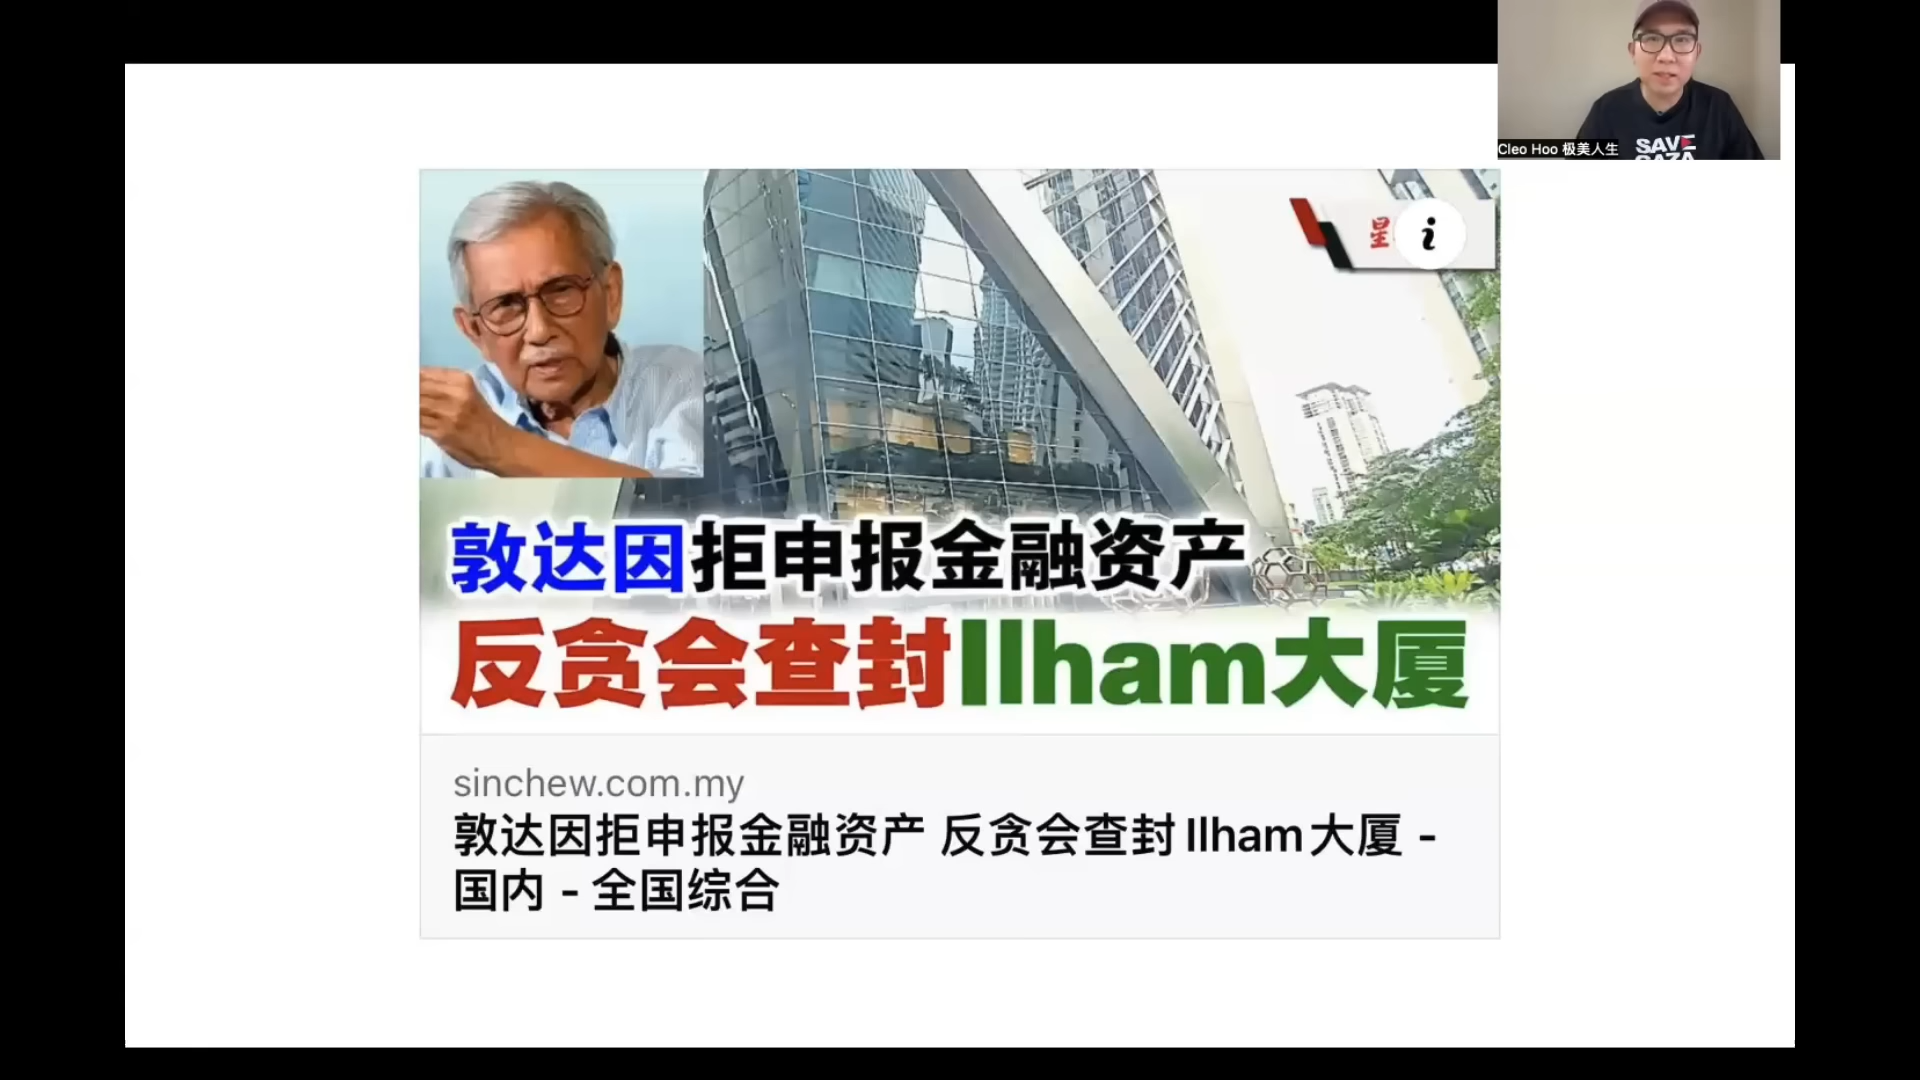 SAVE
GAZA
Cleo Hoo 极美人生
星
i
敦达因拒申报金融资产
反贪会查封Ilham大厦
sinchew.com.my
敦达因拒申报金融资产 反贪会查封Ilham大厦 -
国内 - 全国综合